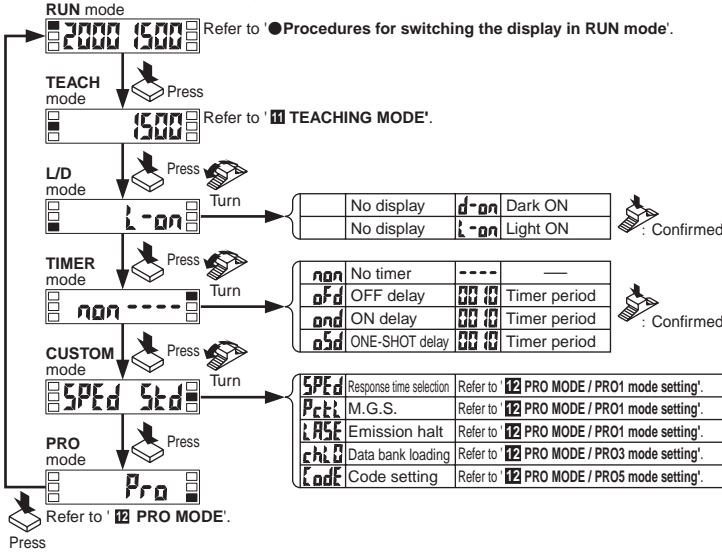 RUN mode
2000 1500
Refer to '●Procedures for switching the display in RUN mode'.
Press
TEACH
mode
1500
Refer to ' 11 TEACHING MODE'.
L/D
mode
Press
Turn
L-on
No display d-on Dark ON
No display L-on Light ON
: Confirmed
TIMER
mode
Press
Turn
non ----
non No timer ---- —
oFd OFF delay 0010 Timer period
ond ON delay 0010 Timer period
oSd ONE-SHOT delay 0010 Timer period
: Confirmed
CUSTOM
mode
Press
Turn
SPEd Std
SPEd Response time selection Refer to ' 12 PRO MODE / PRO1 mode setting'.
PctL M.G.S. Refer to ' 12 PRO MODE / PRO1 mode setting'.
LASE Emission halt Refer to ' 12 PRO MODE / PRO1 mode setting'.
chLo Data bank loading Refer to ' 12 PRO MODE / PRO3 mode setting'.
CodE Code setting Refer to ' 12 PRO MODE / PRO5 mode setting'.
PRO
mode
Press
Pro
Refer to ' 12 PRO MODE'.
Press